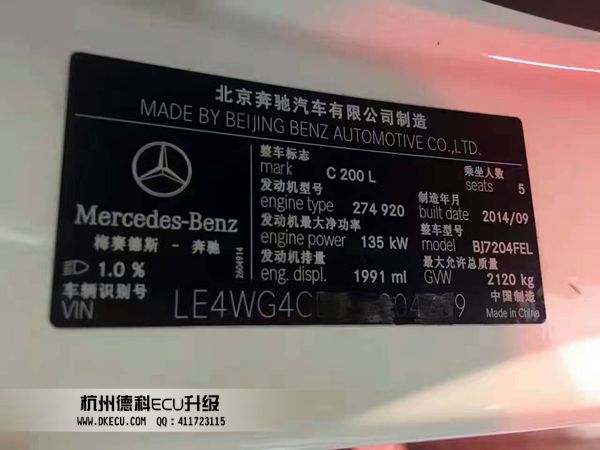 北京奔驰汽车有限公司制造
MADE BY BEIJING BENZ AUTOMOTIVE CO.,LTD.
Mercedes-Benz
梅赛德斯 - 奔驰
整车标志
mark C 200 L
乘坐人数
seats 5
发动机型号
engine type 274 920
制造年月
built date 2014/09
发动机最大净功率
engine power 135 kW
整车型号
model BJ7204FEL
发动机排量
eng. displ. 1991 ml
最大允许总质量
GVW 2120 kg
1.0 %
2604914
车辆识别号
VIN LE4WG4C 04 9
中国制造
Made in China
杭州德科ECU升级
WWW.DKECU.COM QQ:411723115